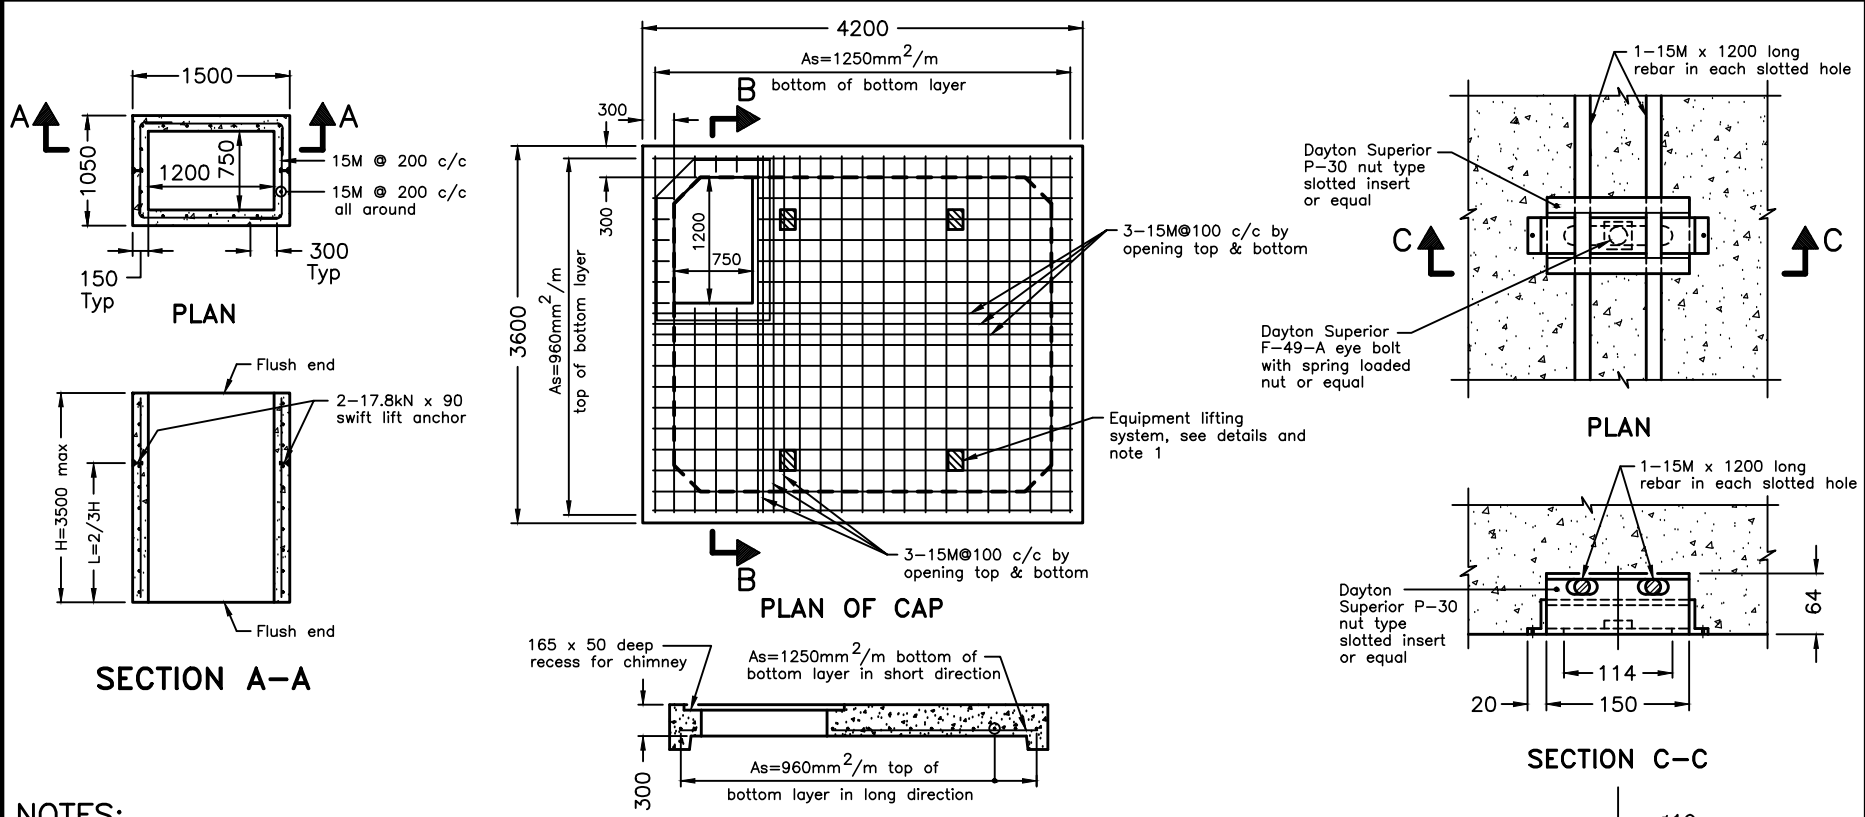 A
1500
A
1050
1200
750
15M @ 200 c/c
15M @ 200 c/c
all around
150
Typ
300
Typ
PLAN
Flush end
2-17.8kN x 90
swift lift anchor
H=3500 max
L=2/3H
Flush end
SECTION A-A
NOTES:
4200
As=1250mm²/m
bottom of bottom layer
B
300
300
3600
As=960mm²/m
top of bottom layer
1200
750
3-15M@100 c/c by
opening top & bottom
Equipment lifting
system, see details and
note 1
3-15M@100 c/c by
opening top & bottom
B
PLAN OF CAP
165 x 50 deep
recess for chimney
As=1250mm²/m bottom of
bottom layer in short direction
300
As=960mm²/m top of
bottom layer in long direction
1-15M x 1200 long
rebar in each slotted hole
Dayton Superior
P-30 nut type
slotted insert
or equal
C
C
Dayton Superior
F-49-A eye bolt
with spring loaded
nut or equal
PLAN
1-15M x 1200 long
rebar in each slotted hole
Dayton
Superior P-30
nut type
slotted insert
or equal
64
114
20
150
SECTION C-C